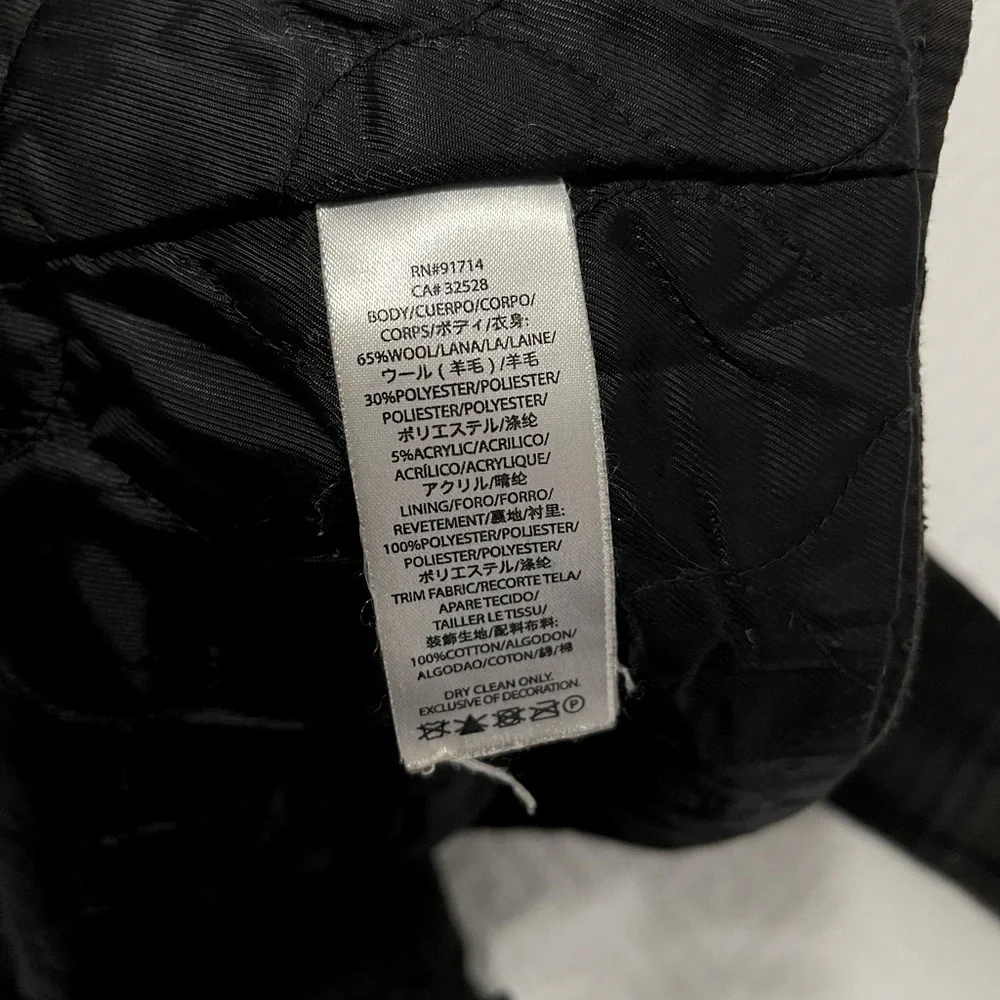 RN#91714
CA# 32528
BODY/CUERPO/CORPO/
CORPS/ボディ/衣身:
65%WOOL/LANA/LA/LAINE/
ウール (羊毛)/羊毛
30%POLYESTER/POLIESTER/
POLIESTER/POLYESTER/
ポリエステル/涤纶
5%ACRYLIC/ACRILICO/
ACRÍLICO/ACRYLIQUE/
アクリル/晴纶
LINING/FORO/FORRO/
REVETEMENT/裏地/衬里:
100%POLYESTER/POLIESTER/
POLIESTER/POLYESTER/
ポリエステル/涤纶
TRIM FABRIC/RECORTE TELA/
APARE TECIDO/
TAILLER LE TISSU/
装飾生地/配料布料:
100%COTTON/ALGODON/
ALGODAO/COTON/綿/棉
DRY CLEAN ONLY.
EXCLUSIVE OF DECORATION.
P